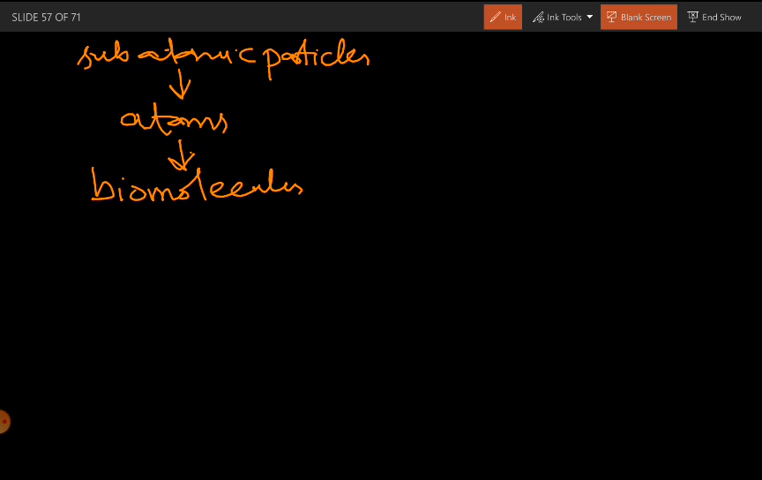 SLIDE 57 OF 71 Ink Ink Tools Blank Screen End Show
sub atomic particles
↓
atoms
↓
biomolecules